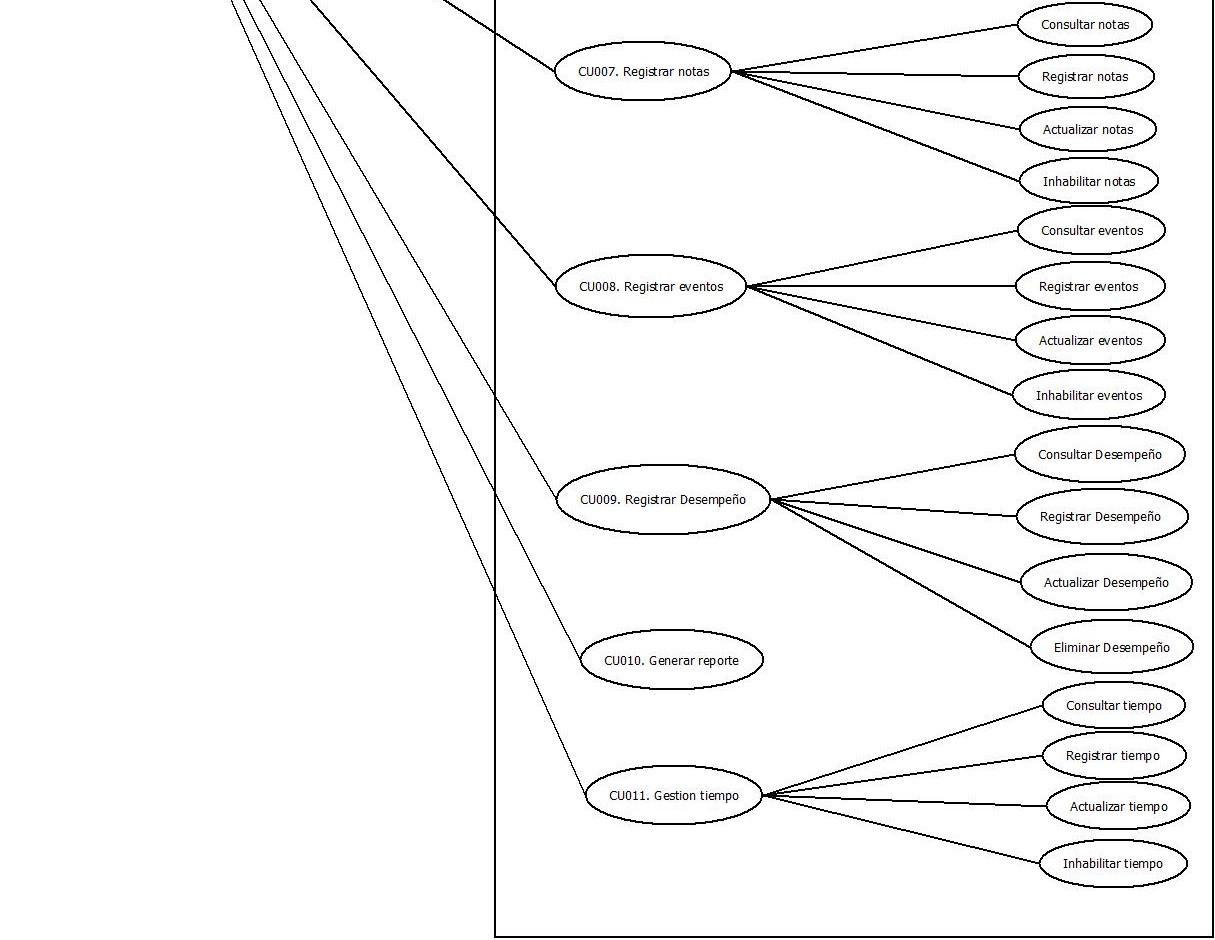 Consultar notas
CU007. Registrar notas
Registrar notas
Actualizar notas
Inhabilitar notas
Consultar eventos
CU008. Registrar eventos
Registrar eventos
Actualizar eventos
Inhabilitar eventos
Consultar Desempeño
CU009. Registrar Desempeño
Registrar Desempeño
Actualizar Desempeño
Eliminar Desempeño
CU010. Generar reporte
Consultar tiempo
Registrar tiempo
CU011. Gestion tiempo
Actualizar tiempo
Inhabilitar tiempo